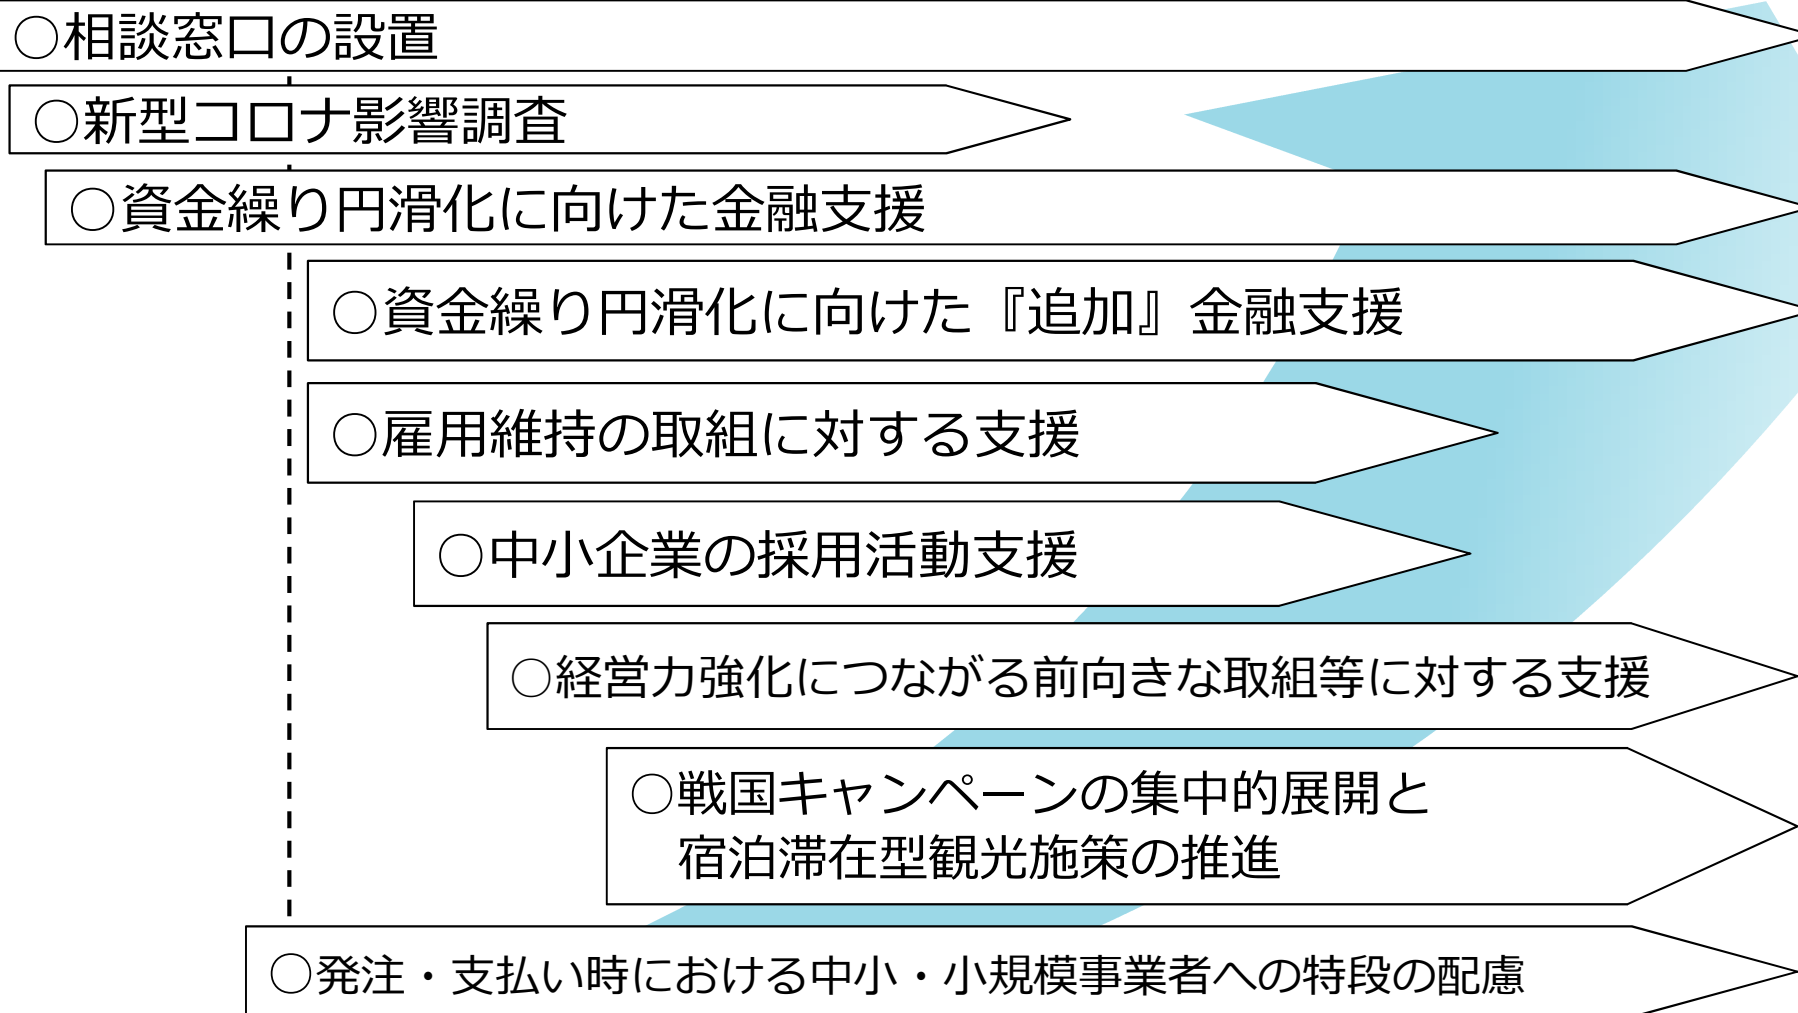 ○相談窓口の設置
○新型コロナ影響調査
○資金繰り円滑化に向けた金融支援
○資金繰り円滑化に向けた『追加』金融支援
○雇用維持の取組に対する支援
○中小企業の採用活動支援
○経営力強化につながる前向きな取組等に対する支援
○戦国キャンペーンの集中的展開と
宿泊滞在型観光施策の推進
○発注・支払い時における中小・小規模事業者への特段の配慮